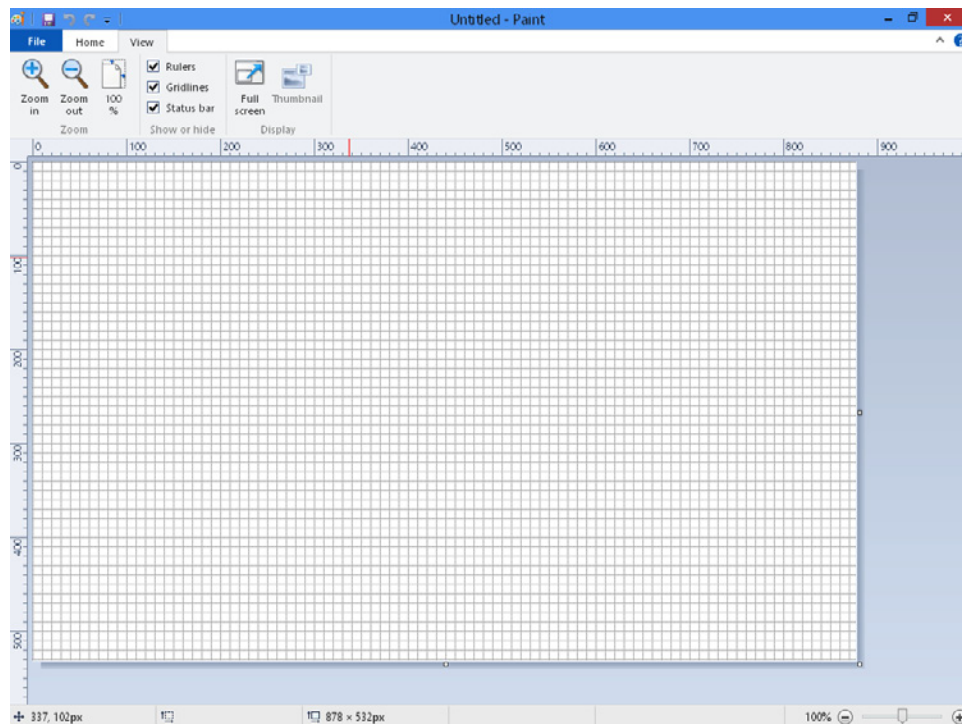 Untitled - Paint
File Home View
Zoom in
Zoom out
100 %
Rulers
Gridlines
Status bar
Full screen
Thumbnail
Zoom
Show or hide
Display
0 100 200 300 400 500 600 700 800 900
0
100
200
300
400
500
337, 102px
878 × 532px
100%